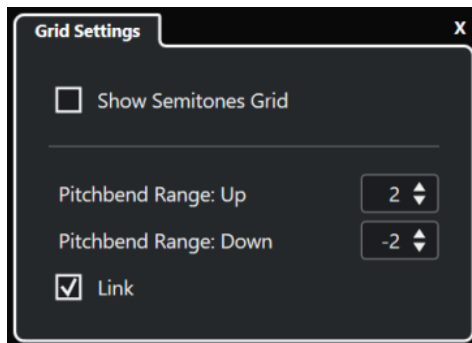 Grid Settings X
Show Semitones Grid
Pitchbend Range: Up 2
Pitchbend Range: Down -2
Link